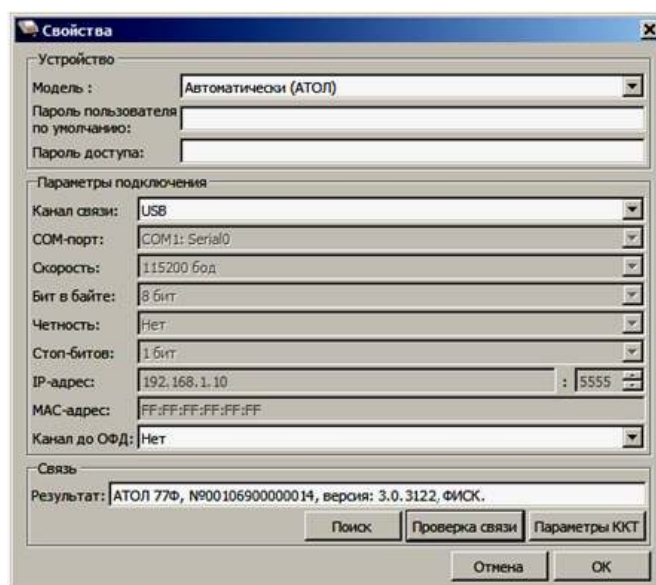 Свойства
Устройство
Модель : Автоматически (АТОЛ)
Пароль пользователя
по умолчанию:
Пароль доступа:
Параметры подключения
Канал связи: USB
COM-порт: COM1: Serial0
Скорость: 115200 бод
Бит в байте: 8 бит
Четность: Нет
Стоп-битов: 1 бит
IP-адрес: 192.168.1.10 : 5555
MAC-адрес: FF:FF:FF:FF:FF:FF
Канал до ОФД: Нет
Связь
Результат: АТОЛ 77Ф, №00106900000014, версия: 3.0.3122, ФИСК.
Поиск Проверка связи Параметры ККТ
Отмена ОК